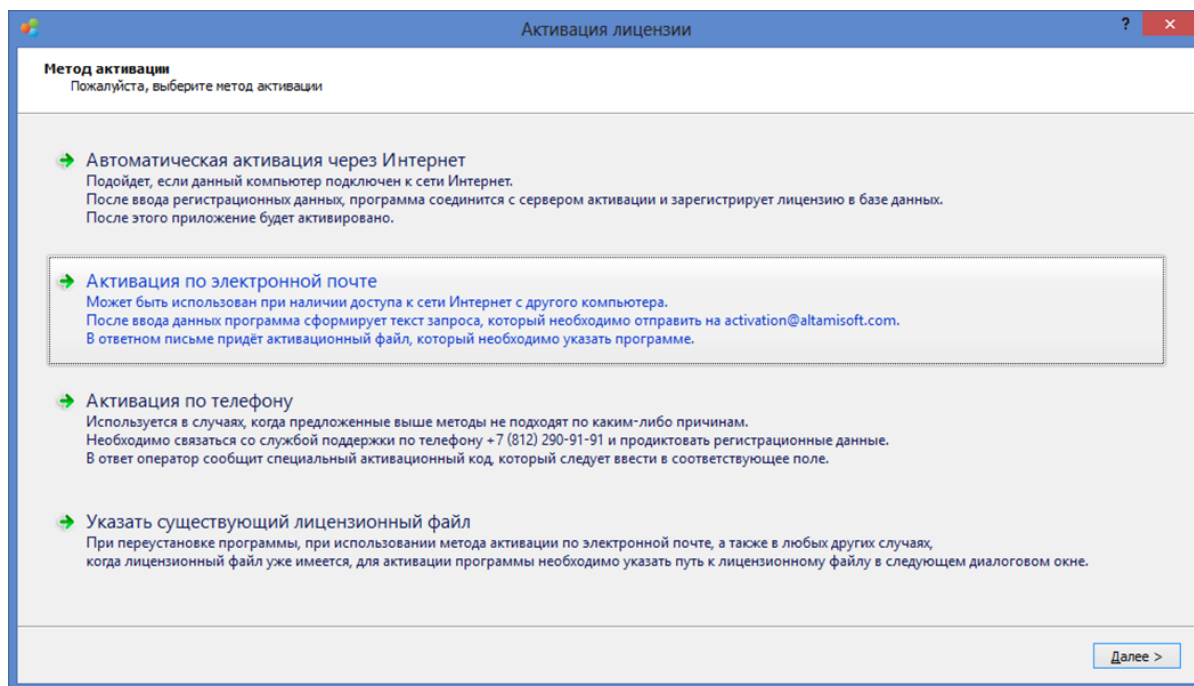 Активация лицензии
?
Метод активации
Пожалуйста, выберите метод активации
Автоматическая активация через Интернет
Подойдет, если данный компьютер подключен к сети Интернет.
После ввода регистрационных данных, программа соединится с сервером активации и зарегистрирует лицензию в базе данных.
После этого приложение будет активировано.
Активация по электронной почте
Может быть использован при наличии доступа к сети Интернет с другого компьютера.
После ввода данных программа сформирует текст запроса, который необходимо отправить на activation@altamisoft.com.
В ответном письме придёт активационный файл, который необходимо указать программе.
Активация по телефону
Используется в случаях, когда предложенные выше методы не подходят по каким-либо причинам.
Необходимо связаться со службой поддержки по телефону +7 (812) 290-91-91 и продиктовать регистрационные данные.
В ответ оператор сообщит специальный активационный код, который следует ввести в соответствующее поле.
Указать существующий лицензионный файл
При переустановке программы, при использовании метода активации по электронной почте, а также в любых других случаях,
когда лицензионный файл уже имеется, для активации программы необходимо указать путь к лицензионному файлу в следующем диалоговом окне.
Далее >